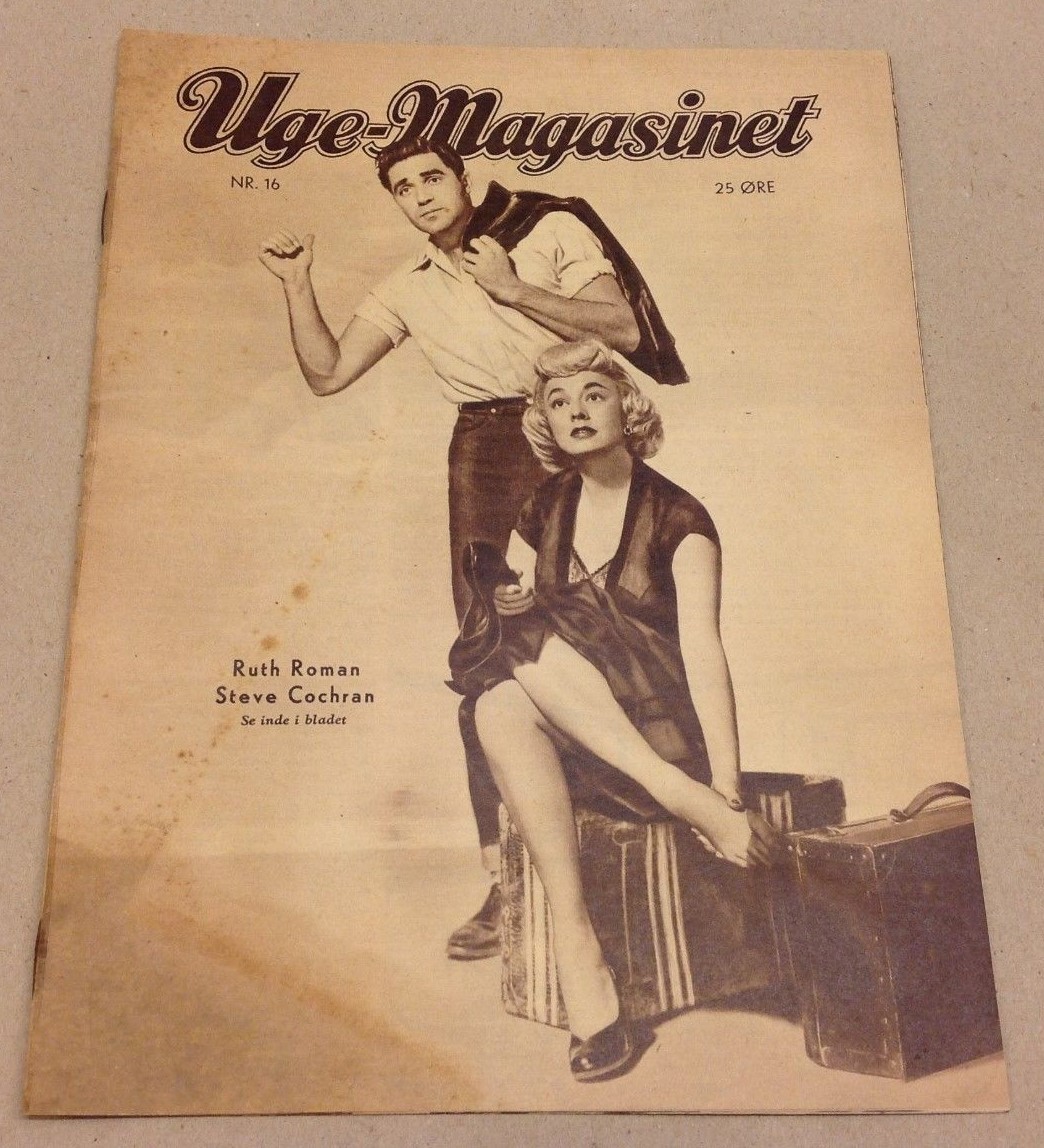 Uge-Magasinet
NR. 16
25 ØRE
Ruth Roman
Steve Cochran
Se inde i bladet